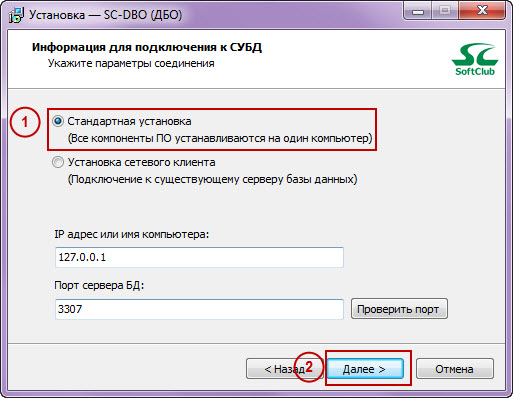 Установка — SC-DBO (ДБО)
Информация для подключения к СУБД
Укажите параметры соединения
SC
SoftClub
1
Стандартная установка
(Все компоненты ПО устанавливаются на один компьютер)
Установка сетевого клиента
(Подключение к существующему серверу базы данных)
IP адрес или имя компьютера:
127.0.0.1
Порт сервера БД:
3307
Проверить порт
< Назад
2
Далее >
Отмена